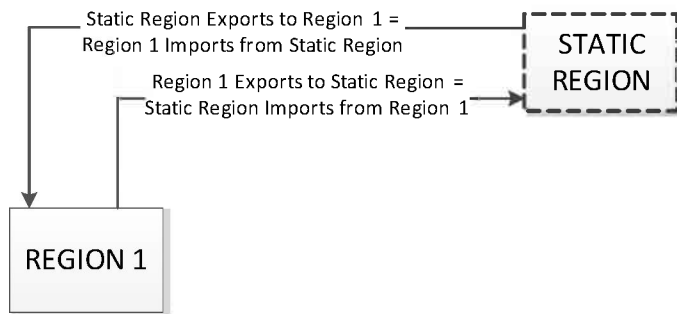 Static Region Exports to Region 1 =
Region 1 Imports from Static Region
Region 1 Exports to Static Region =
Static Region Imports from Region 1
STATIC
REGION
REGION 1